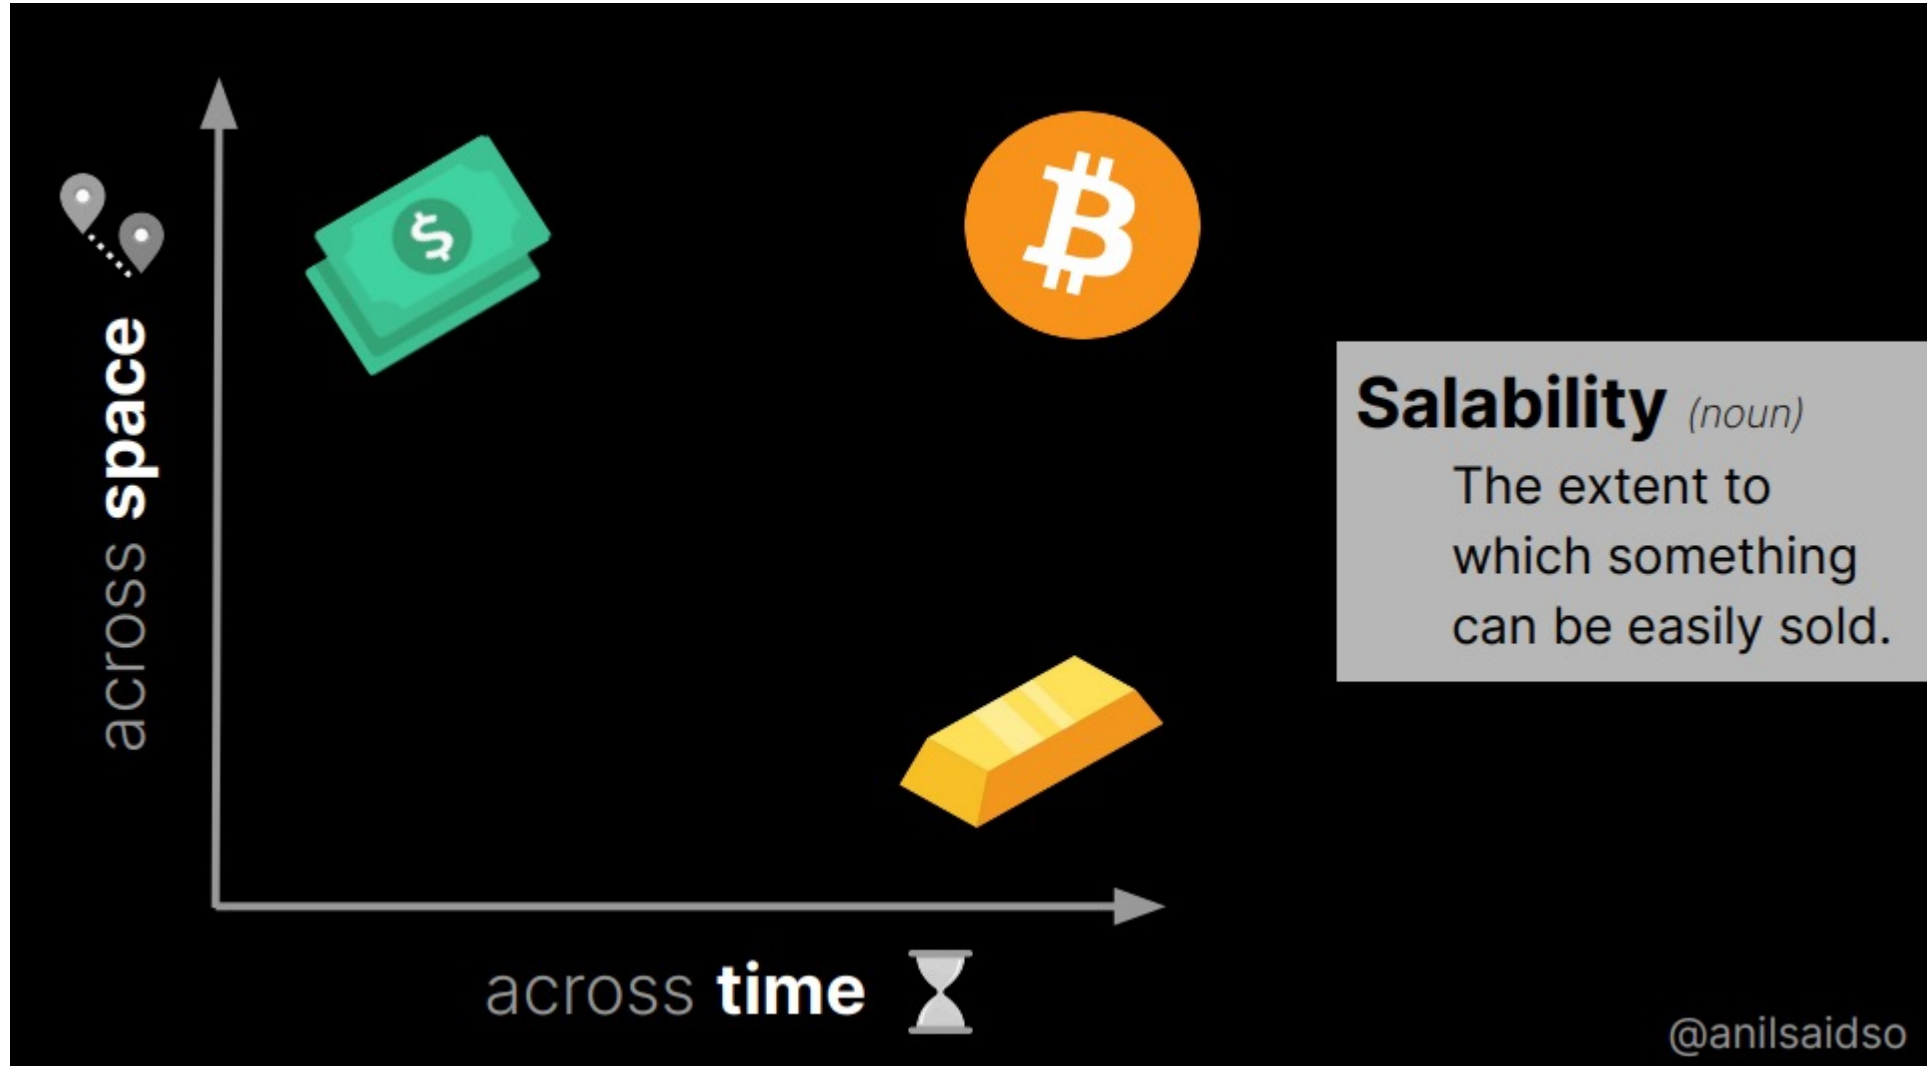 across space
$
₿
Salability (noun)
The extent to
which something
can be easily sold.
across time
@anilsaidso